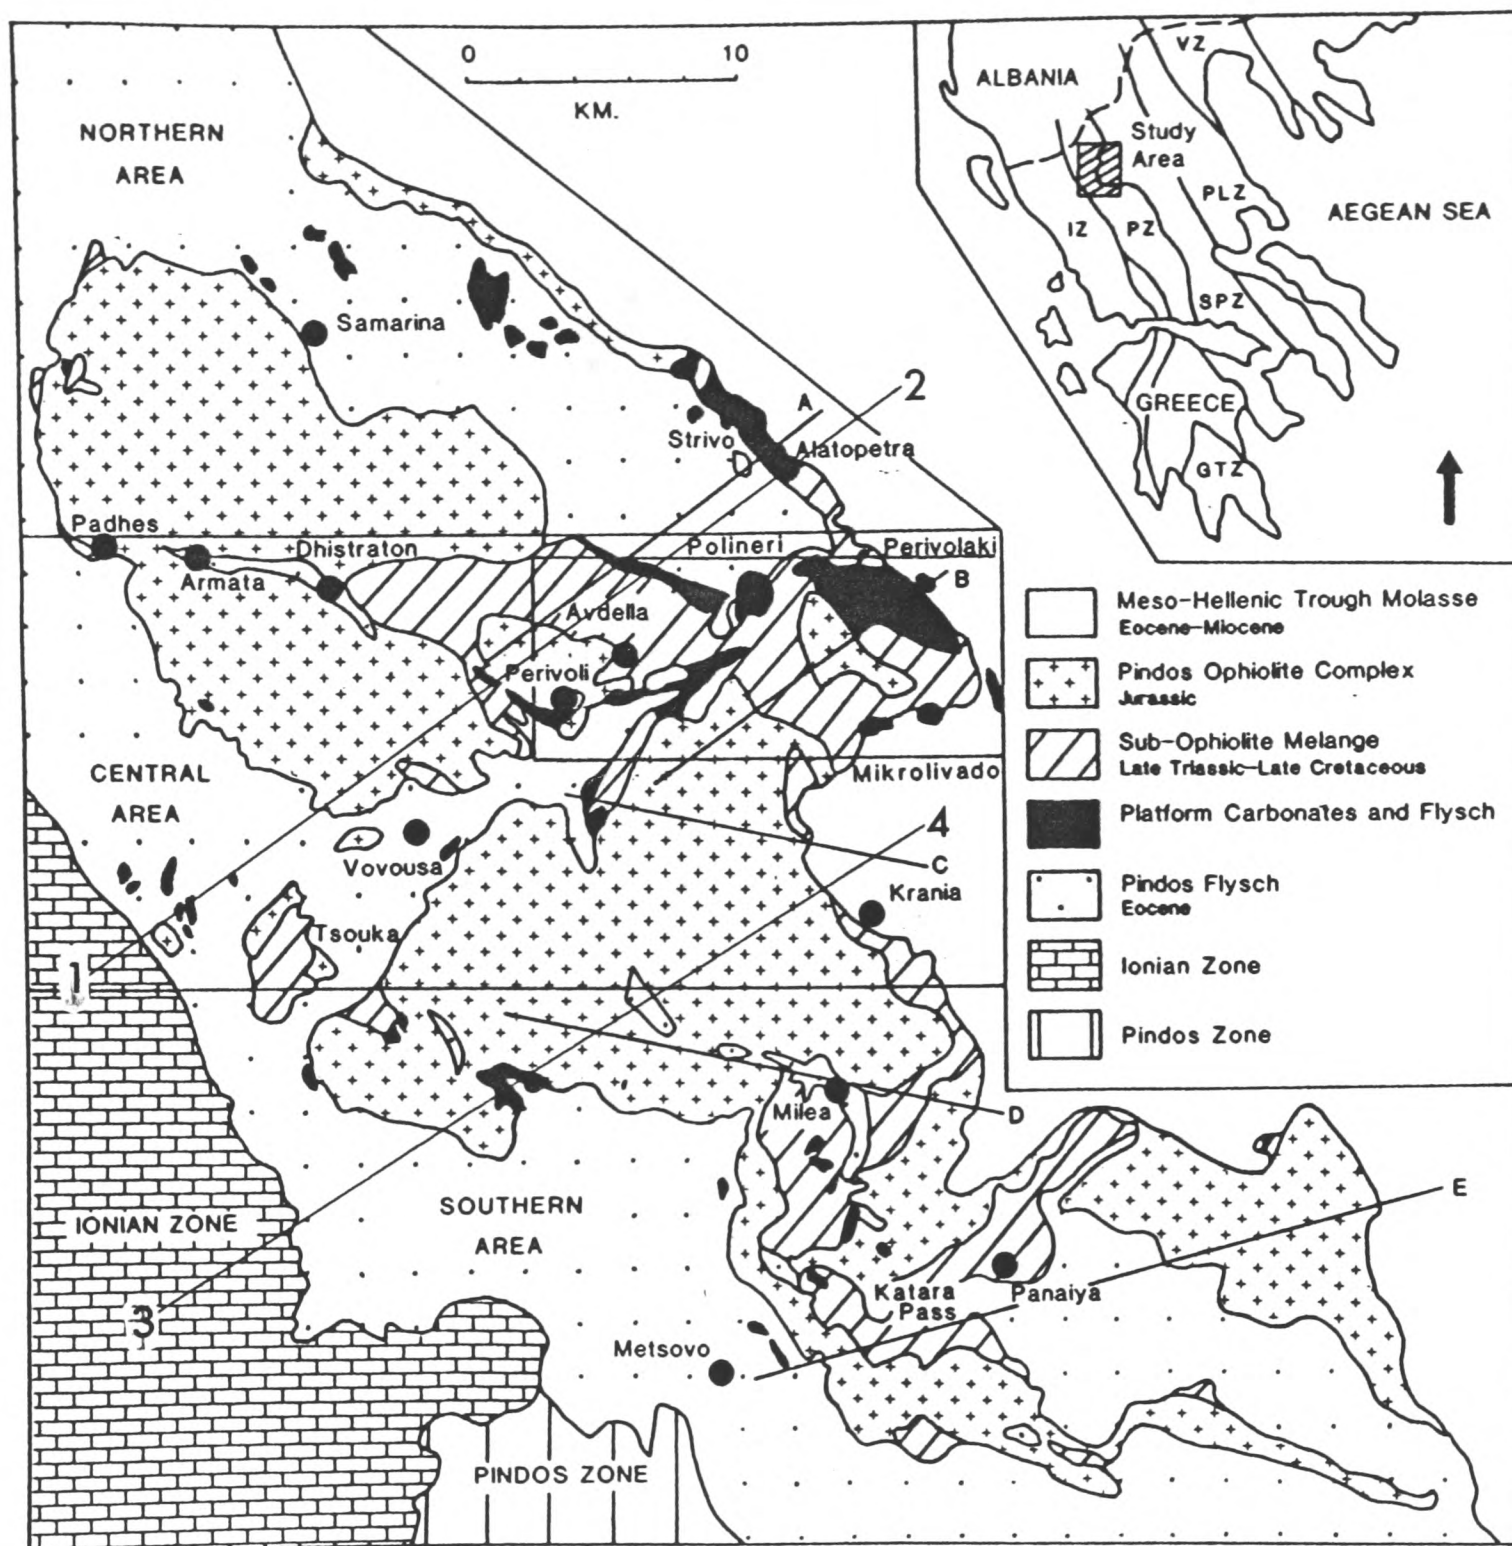 0 10
KM.
NORTHERN
AREA
Samarina
Strivo
A
2
Alatopetra
Padhes
Armata
Dhistraton
Polineri
Perivolaki
B
Avdella
Perivoli
CENTRAL
AREA
Mikrolivado
4
C
Vovousa
Krania
Tsouka
1
Milea
D
IONIAN ZONE
SOUTHERN
AREA
E
3
Katara
Pass
Panaiya
Metsovo
PINDOS ZONE
ALBANIA
VZ
Study
Area
PLZ
AEGEAN SEA
IZ
PZ
SPZ
GREECE
GTZ
Meso-Hellenic Trough Molasse
Eocene-Miocene
Pindos Ophiolite Complex
Jurassic
Sub-Ophiolite Melange
Late Triassic-Late Cretaceous
Platform Carbonates and Flysch
Pindos Flysch
Eocene
Ionian Zone
Pindos Zone